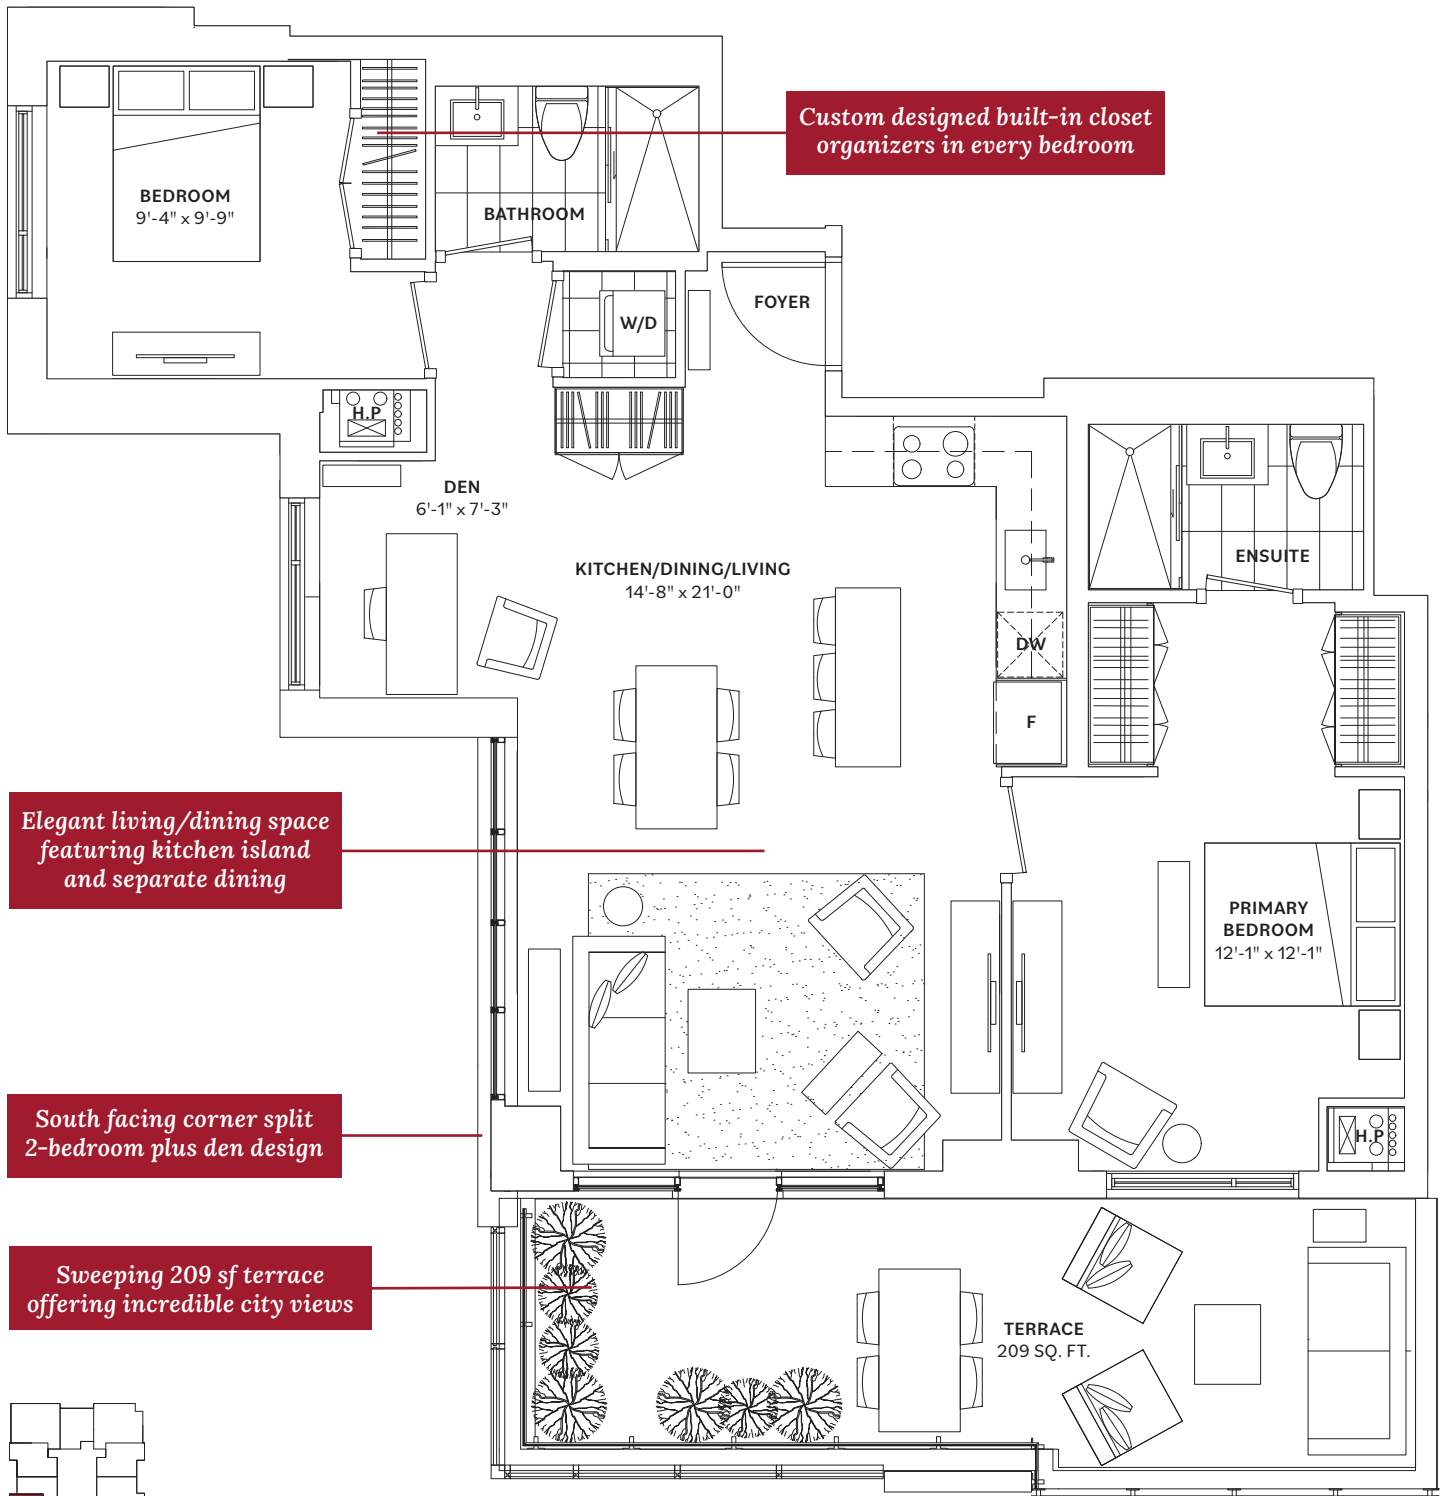 Custom designed built-in closet
organizers in every bedroom
BEDROOM
9'-4" x 9'-9"
BATHROOM
FOYER
W/D
H.P
DEN
6'-1" x 7'-3"
KITCHEN/DINING/LIVING
14'-8" x 21'-0"
ENSUITE
DW
F
Elegant living/dining space
featuring kitchen island
and separate dining
PRIMARY
BEDROOM
12'-1" x 12'-1"
South facing corner split
2-bedroom plus den design
H.P
Sweeping 209 sf terrace
offering incredible city views
TERRACE
209 SQ. FT.